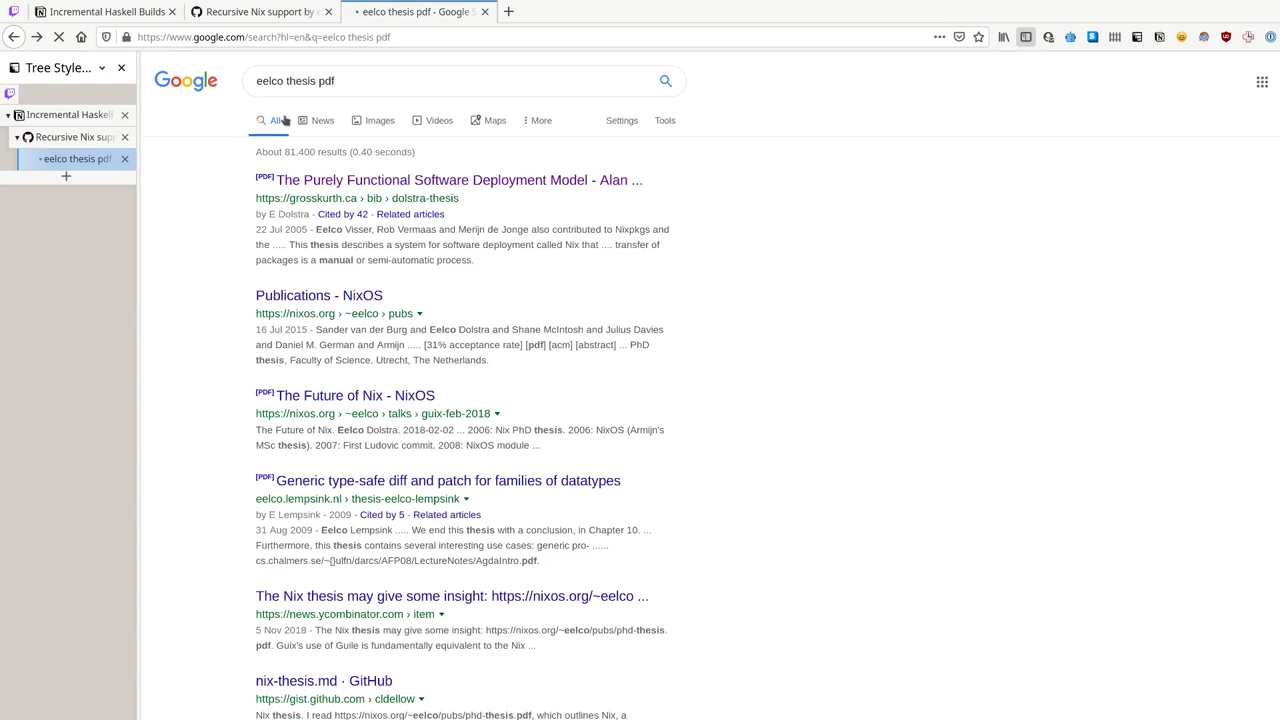 Incremental Haskell Builds
Recursive Nix support by e
eelco thesis pdf - Google S
https://www.google.com/search?hl=en&q=eelco thesis pdf
Tree Style...
Incremental Haskell
Recursive Nix supp
eelco thesis pdf
Google
eelco thesis pdf
All
News
Images
Videos
Maps
More
Settings
Tools
About 81,400 results (0.40 seconds)
[PDF] The Purely Functional Software Deployment Model - Alan ...
https://grosskurth.ca › bib › dolstra-thesis
by E Dolstra - Cited by 42 - Related articles
22 Jul 2005 - Eelco Visser, Rob Vermaas and Merijn de Jonge also contributed to Nixpkgs and
the ..... This thesis describes a system for software deployment called Nix that .... transfer of
packages is a manual or semi-automatic process.
Publications - NixOS
https://nixos.org › ~eelco › pubs
16 Jul 2015 - Sander van der Burg and Eelco Dolstra and Shane McIntosh and Julius Davies
and Daniel M. German and Armijn ..... [31% acceptance rate] [pdf] [acm] [abstract] ... PhD
thesis, Faculty of Science, Utrecht, The Netherlands.
[PDF] The Future of Nix - NixOS
https://nixos.org › ~eelco › talks › guix-feb-2018
The Future of Nix. Eelco Dolstra. 2018-02-02 ... 2006: Nix PhD thesis. 2006: NixOS (Armijn's
MSc thesis). 2007: First Ludovic commit. 2008: NixOS module ...
[PDF] Generic type-safe diff and patch for families of datatypes
eelco.lempsink.nl › thesis-eelco-lempsink
by E Lempsink - 2009 - Cited by 5 - Related articles
31 Aug 2009 - Eelco Lempsink ..... We end this thesis with a conclusion, in Chapter 10. ...
Furthermore, this thesis contains several interesting use cases: generic pro- ......
cs.chalmers.se/~{}ulfn/darcs/AFP08/LectureNotes/AgdaIntro.pdf.
The Nix thesis may give some insight: https://nixos.org/~eelco ...
https://news.ycombinator.com › item
5 Nov 2018 - The Nix thesis may give some insight: https://nixos.org/~eelco/pubs/phd-thesis.
pdf. Guix's use of Guile is fundamentally equivalent to the Nix ...
nix-thesis.md · GitHub
https://gist.github.com › cldellow
Nix thesis. I read https://nixos.org/~eelco/pubs/phd-thesis.pdf, which outlines Nix, a